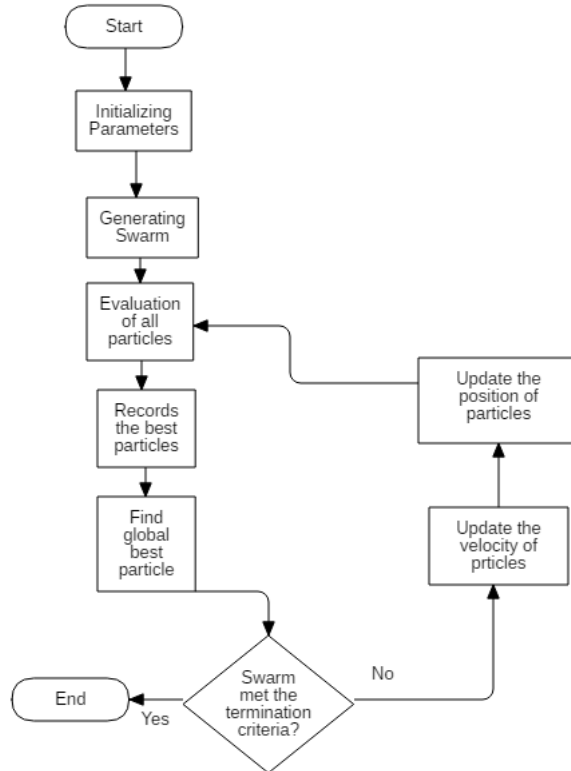 Start
Initializing
Parameters
Generating
Swarm
Evaluation
of all
particles
Records
the best
particles
Find
global
best
particle
Swarm
met the
termination
criteria?
Yes
End
No
Update the
velocity of
prticles
Update the
position of
particles